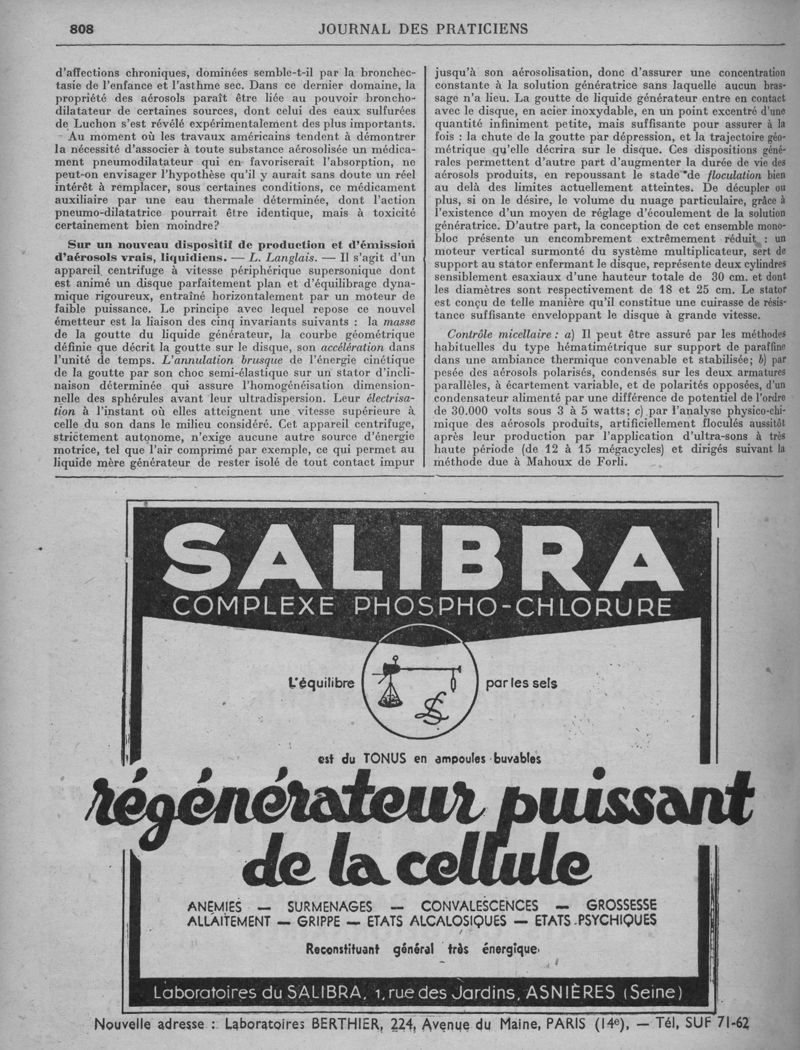 808
JOURNAL DES PRATICIENS
d'affections chroniques, dominées semble-t-il par la bronchec-
tasie de l'enfance et l'asthme sec. Dans ce dernier domaine, la
propriété des aérosols paraît être liée au pouvoir broncho-
dilatateur de certaines sources, dont celui des eaux sulfurées
de Luchon s'est révélé expérimentalement des plus importants.
Au moment où les travaux américains tendent à démontrer
la nécessité d'associer à toute substance aérosolisée un médica-
ment pneumodilatateur qui en favoriserait l'absorption, ne
peut-on envisager l'hypothèse qu'il y aurait sans doute un réel
intérêt à remplacer, sous certaines conditions, ce médicament
auxiliaire par une eau thermale déterminée, dont l'action
pneumo-dilatatrice pourrait être identique, mais à toxicité
certainement bien moindre?
Sur un nouveau dispositif de production et d'émission
d'aérosols vrais, liquidiens. — L. Langlais. — Il s'agit d'un
appareil centrifuge à vitesse périphérique supersonique dont
est animé un disque parfaitement plan et d'équilibrage dyna-
mique rigoureux, entraîné horizontalement par un moteur de
faible puissance. Le principe avec lequel repose ce nouvel
émetteur est la liaison des cinq invariants suivants : la masse
de la goutte du liquide générateur, la courbe géométrique
définie que décrit la goutte sur le disque, son accélération dans
l'unité de temps. L'annulation brusque de l'énergie cinétique
de la goutte par son choc semi-élastique sur un stator d'incli-
naison déterminée qui assure l'homogénéisation dimension-
nelle des sphérules avant leur ultradispersion. Leur électrisa-
tion à l'instant où elles atteignent une vitesse supérieure à
celle du son dans le milieu considéré. Cet appareil centrifuge,
strictement autonome, n'exige aucune autre source d'énergie
motrice, tel que l'air comprimé par exemple, ce qui permet au
liquide mère générateur de rester isolé de tout contact impur
jusqu'à son aérosolisation, donc d'assurer une concentration
constante à la solution génératrice sans laquelle aucun bras-
sage n'a lieu. La goutte de liquide générateur entre en contact
avec le disque, en acier inoxydable, en un point excentré d'une
quantité infiniment petite, mais suffisante pour assurer à la
fois : la chute de la goutte par dépression, et la trajectoire géo-
métrique qu'elle décrira sur le disque. Ces dispositions géné-
rales permettent d'autre part d'augmenter la durée de vie des
aérosols produits, en repoussant le stade de floculation bien
au delà des limites actuellement atteintes. De décupler ou
plus, si on le désire, le volume du nuage particulaire, grâce à
l'existence d'un moyen de réglage d'écoulement de la solution
génératrice. D'autre part, la conception de cet ensemble mono-
bloc présente un encombrement extrêmement réduit : un
moteur vertical surmonté du système multiplicateur, sert de
support au stator enfermant le disque, représente deux cylindres
sensiblement esaxiaux d'une hauteur totale de 30 cm. et dont
les diamètres sont respectivement de 18 et 25 cm. Le stator
est conçu de telle manière qu'il constitue une cuirasse de résis-
tance suffisante enveloppant le disque à grande vitesse.
Contrôle micellaire : a) Il peut être assuré par les méthodes
habituelles du type hématimétrique sur support de paraffine
dans une ambiance thermique convenable et stabilisée; b) par
pesée des aérosols polarisés, condensés sur les deux armatures
parallèles, à écartement variable, et de polarités opposées, d'un
condensateur alimenté par une différence de potentiel de l'ordre
de 30.000 volts sous 3 à 5 watts; c) par l'analyse physico-chi-
mique des aérosols produits, artificiellement floculés aussitôt
après leur production par l'application d'ultra-sons à très
haute période (de 12 à 15 mégacycles) et dirigés suivant la
méthode due à Mahoux de Forli.
SALIBRA
COMPLEXE PHOSPHO-CHLORURE
L'équilibre par les sels
est du TONUS en ampoules buvables
régénérateur puissant
de la cellule
ANEMIES — SURMENAGES — CONVALESCENCES — GROSSESSE
ALLAITEMENT — GRIPPE — ETATS ALCALOSIQUES — ETATS PSYCHIQUES
Reconstituant général très énergique.
Laboratoires du SALIBRA, 1, rue des Jardins, ASNIÈRES (Seine)
Nouvelle adresse : Laboratoires BERTHIER, 224, Avenue du Maine, PARIS (14e), — Tél, SUF 71-62